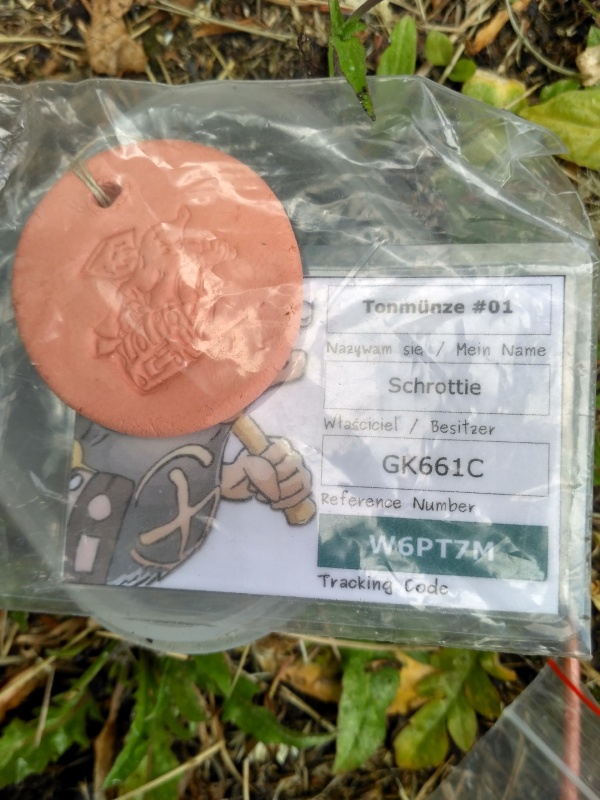 Tonmünze #01
Nazywam się / Mein Name
Schrottie
Właściciel / Besitzer
GK661C
Reference Number
W6PT7M
Tracking Code